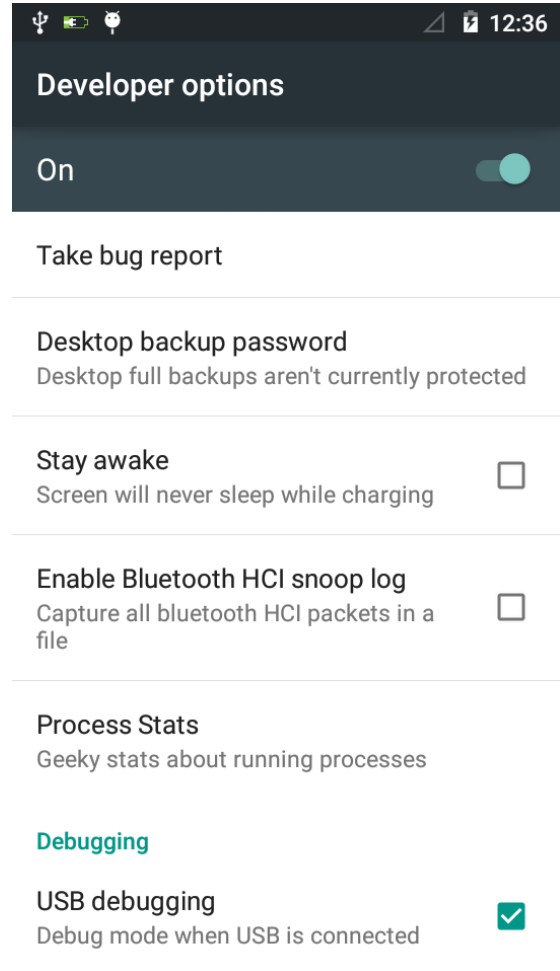 12:36
Developer options
On
Take bug report
Desktop backup password
Desktop full backups aren't currently protected
Stay awake
Screen will never sleep while charging
Enable Bluetooth HCI snoop log
Capture all bluetooth HCI packets in a
file
Process Stats
Geeky stats about running processes
Debugging
USB debugging
Debug mode when USB is connected